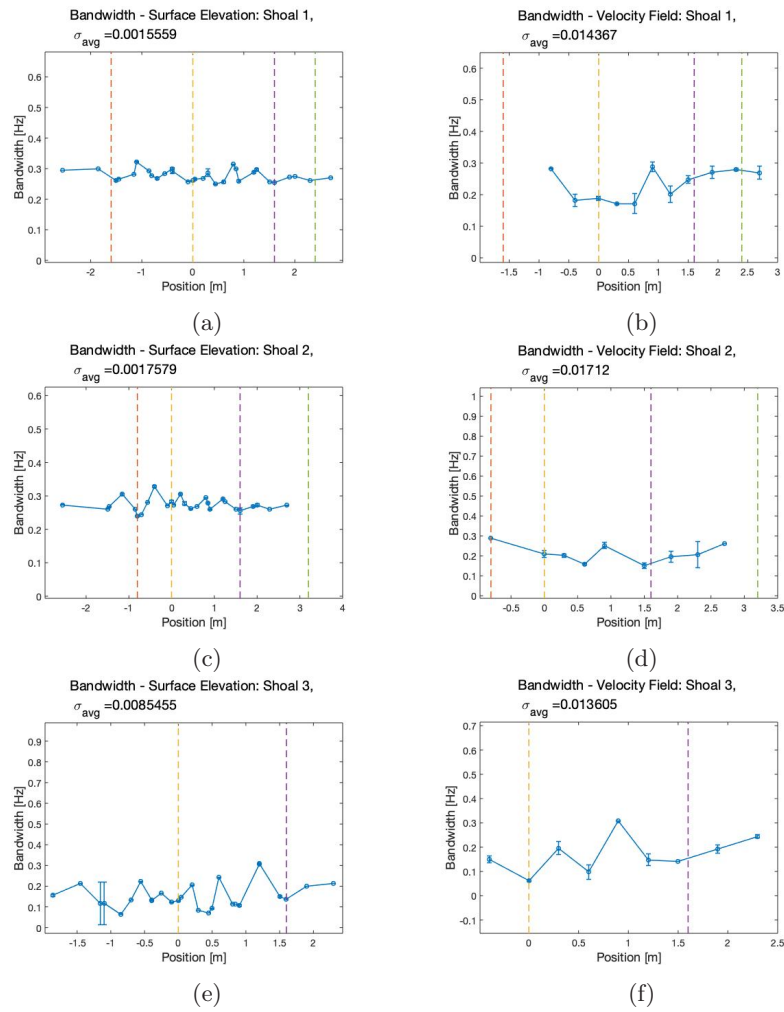 Bandwidth - Surface Elevation: Shoal 1,
σavg =0.0015559
0.6
0.5
0.4
0.3
0.2
0.1
0
Bandwidth [Hz]
-2 -1 0 1 2
Position [m]
(a)
Bandwidth - Velocity Field: Shoal 1,
σavg =0.014367
0.6
0.5
0.4
0.3
0.2
0.1
0
Bandwidth [Hz]
-1.5 -1 -0.5 0 0.5 1 1.5 2 2.5 3
Position [m]
(b)
Bandwidth - Surface Elevation: Shoal 2,
σavg =0.0017579
0.6
0.5
0.4
0.3
0.2
0.1
0
Bandwidth [Hz]
-2 -1 0 1 2 3 4
Position [m]
(c)
Bandwidth - Velocity Field: Shoal 2,
σavg =0.01712
1
0.9
0.8
0.7
0.6
0.5
0.4
0.3
0.2
0.1
0
Bandwidth [Hz]
-0.5 0 0.5 1 1.5 2 2.5 3 3.5
Position [m]
(d)
Bandwidth - Surface Elevation: Shoal 3,
σavg =0.0085455
0.9
0.8
0.7
0.6
0.5
0.4
0.3
0.2
0.1
0
Bandwidth [Hz]
-1.5 -1 -0.5 0 0.5 1 1.5 2
Position [m]
(e)
Bandwidth - Velocity Field: Shoal 3,
σavg =0.013605
0.7
0.6
0.5
0.4
0.3
0.2
0.1
0
-0.1
Bandwidth [Hz]
0 0.5 1 1.5 2 2.5
Position [m]
(f)